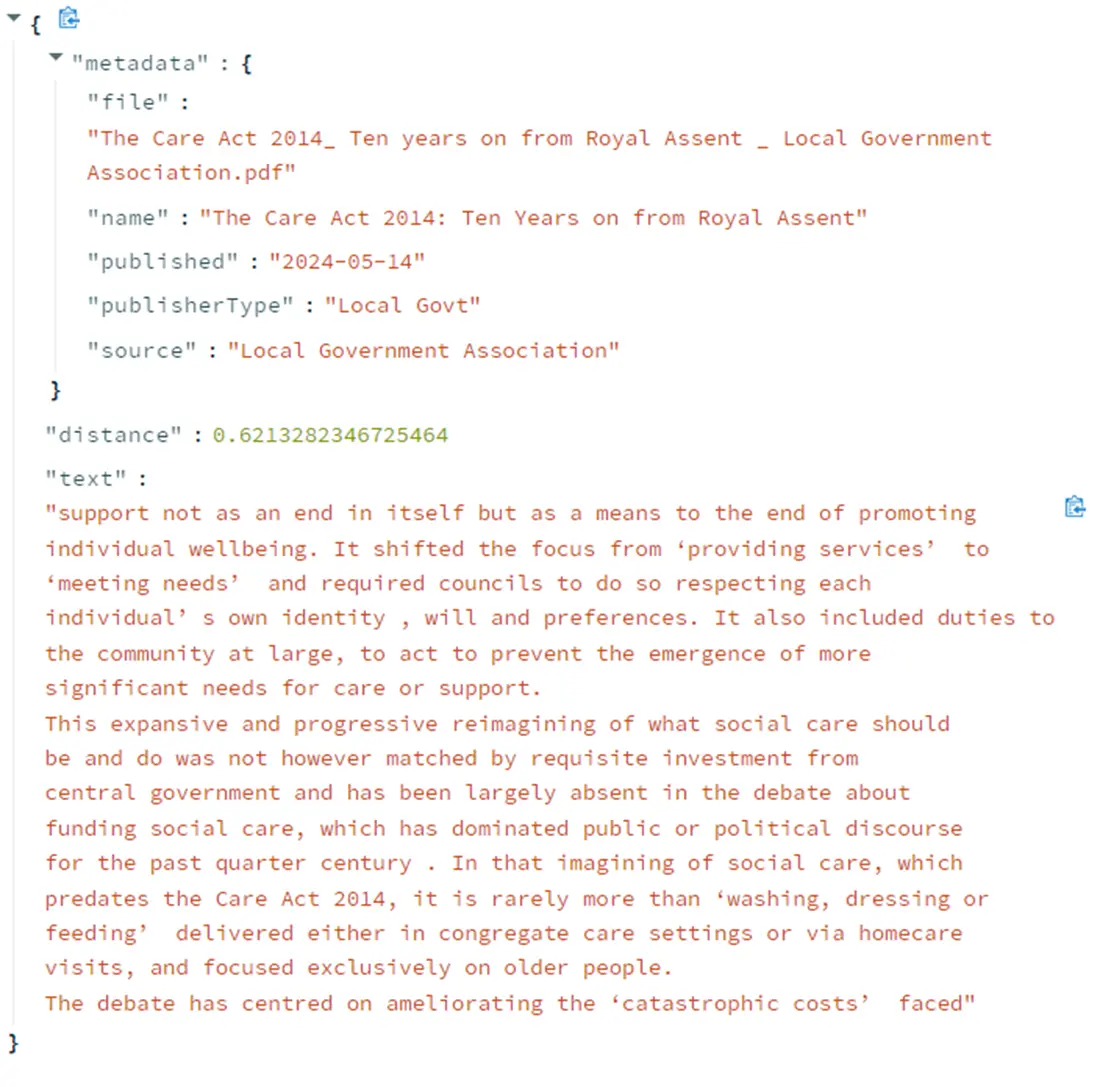 {
"metadata" : {
"file" :
"The Care Act 2014_ Ten years on from Royal Assent _ Local Government
Association.pdf"
"name" : "The Care Act 2014: Ten Years on from Royal Assent"
"published" : "2024-05-14"
"publisherType" : "Local Govt"
"source" : "Local Government Association"
}
"distance" : 0.6213282346725464
"text" :
"support not as an end in itself but as a means to the end of promoting
individual wellbeing. It shifted the focus from ‘providing services’  to
‘meeting needs’  and required councils to do so respecting each
individual’ s own identity , will and preferences. It also included duties to
the community at large, to act to prevent the emergence of more
significant needs for care or support.
This expansive and progressive reimagining of what social care should
be and do was not however matched by requisite investment from
central government and has been largely absent in the debate about
funding social care, which has dominated public or political discourse
for the past quarter century . In that imagining of social care, which
predates the Care Act 2014, it is rarely more than ‘washing, dressing or
feeding’  delivered either in congregate care settings or via homecare
visits, and focused exclusively on older people.
The debate has centred on ameliorating the ‘catastrophic costs’  faced"
}